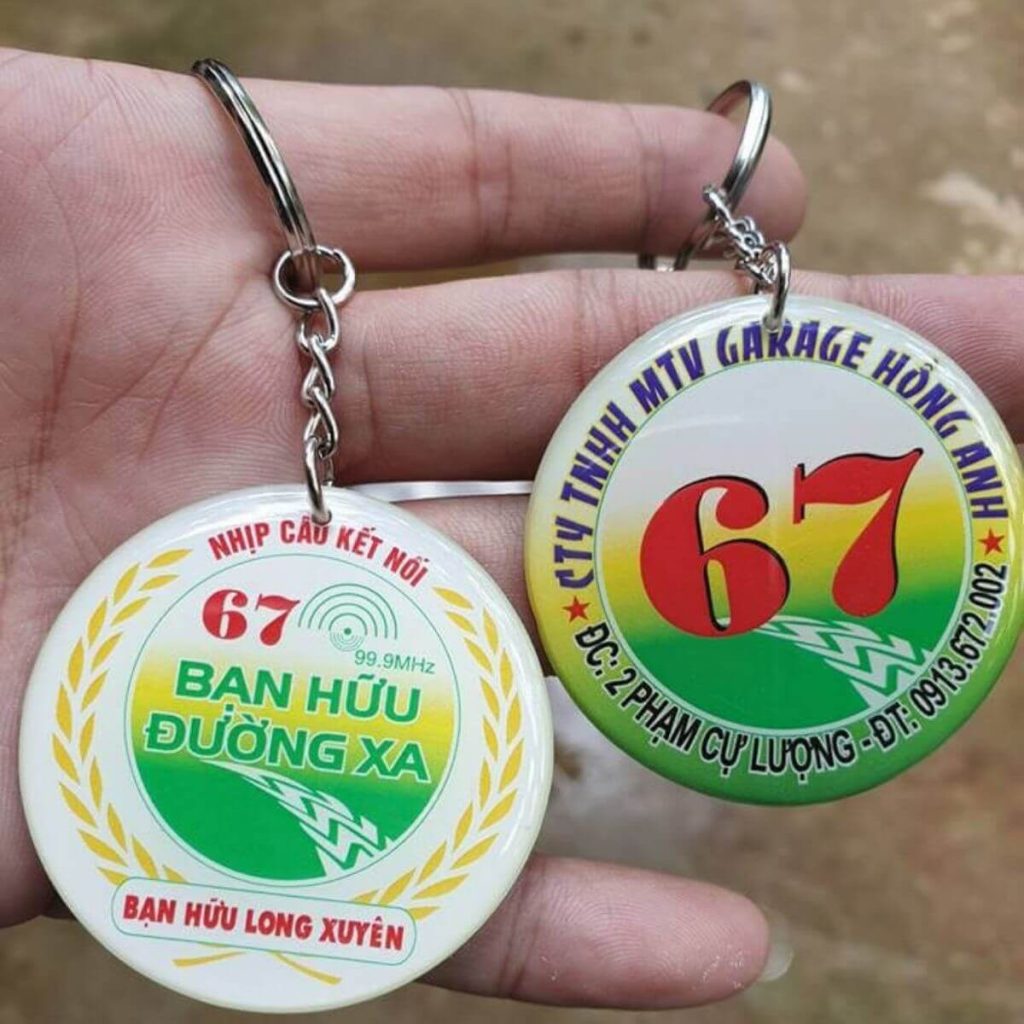 NHỊP CẦU KẾT NỐI
67
99.9MHz
BẠN HỮU
ĐƯỜNG XA
BẠN HỮU LONG XUYÊN
CTY TNHH MTV GARAGE HỒNG ANH
67
ĐC: 2 PHẠM CỰ LƯỢNG - ĐT: 0913.672.002